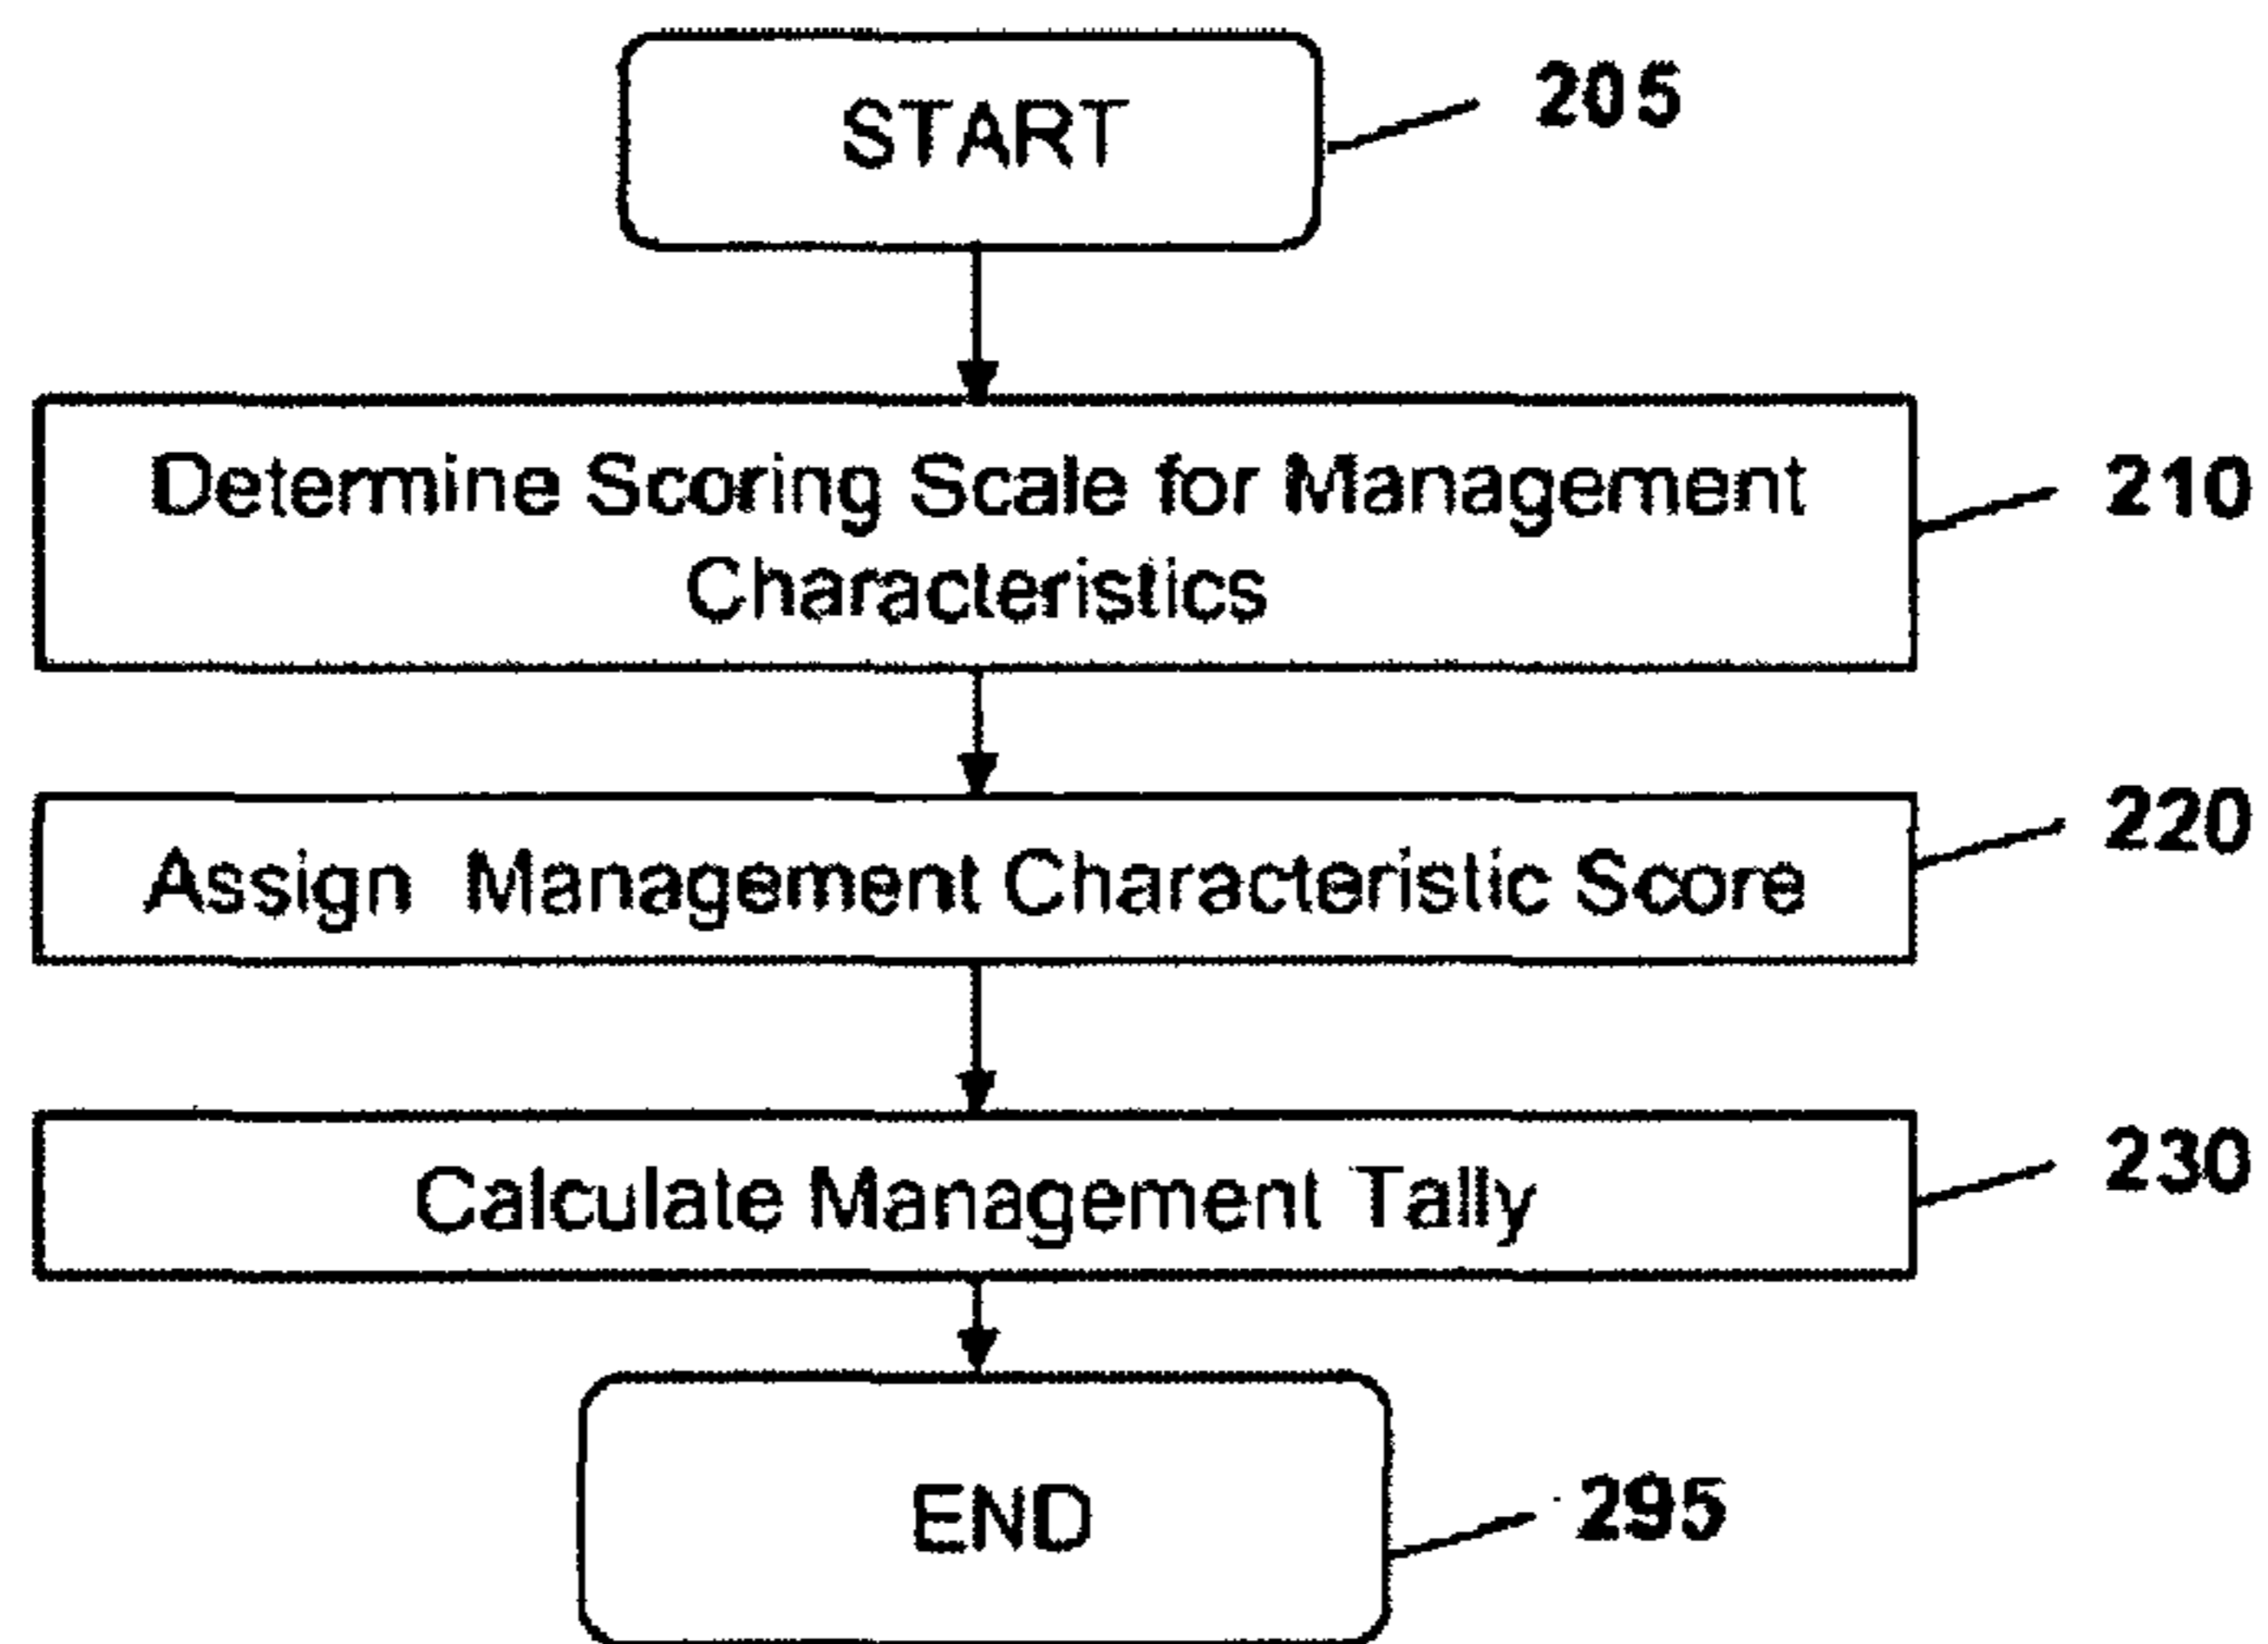 START
205
Determine Scoring Scale for Management
Characteristics
210
Assign Management Characteristic Score
220
Calculate Management Tally
230
END
295